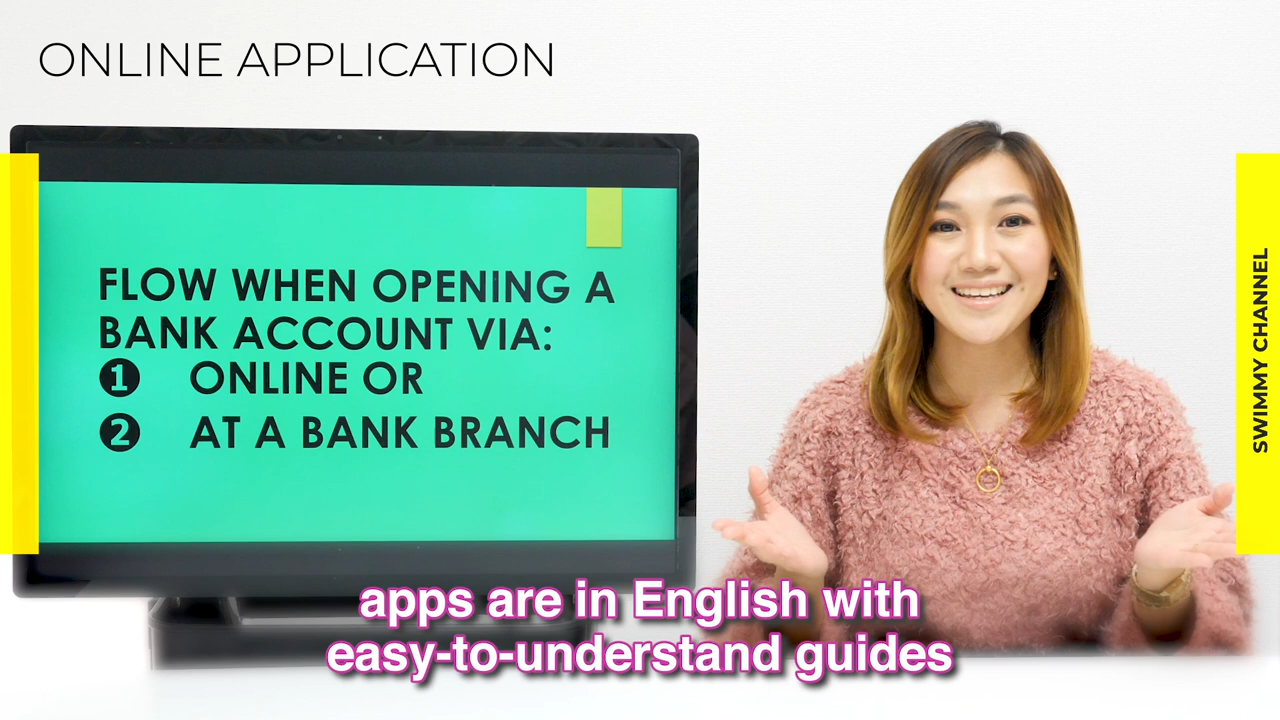 ONLINE APPLICATION
FLOW WHEN OPENING A
BANK ACCOUNT VIA:
❶ ONLINE OR
❷ AT A BANK BRANCH
SWIMMY CHANNEL
apps are in English with
easy-to-understand guides